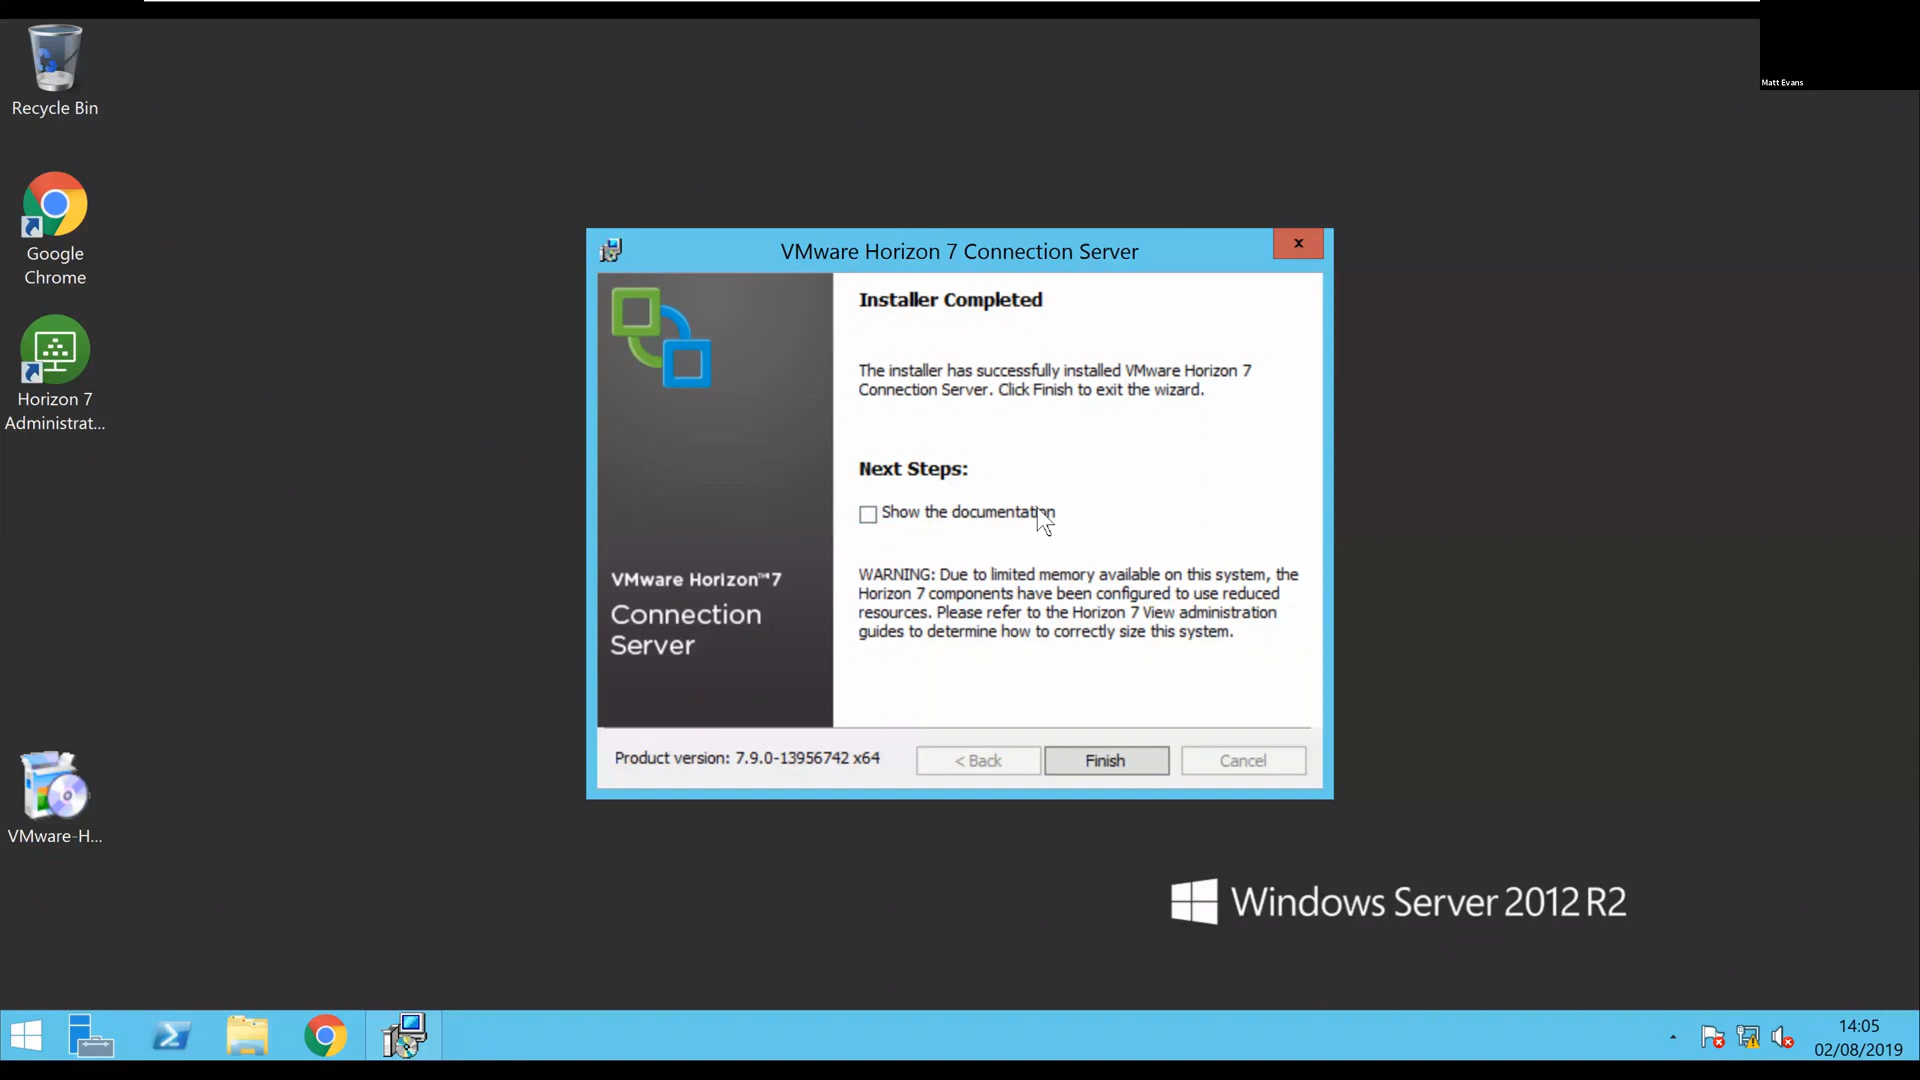 Matt Evans
Recycle Bin
Google
Chrome
Horizon 7
Administrat...
VMware-H...
VMware Horizon 7 Connection Server
x
Installer Completed
The installer has successfully installed VMware Horizon 7
Connection Server. Click Finish to exit the wizard.
Next Steps:
Show the documentation
WARNING: Due to limited memory available on this system, the
Horizon 7 components have been configured to use reduced
resources. Please refer to the Horizon 7 View administration
guides to determine how to correctly size this system.
VMware Horizon™7
Connection
Server
Product version: 7.9.0-13956742 x64
< Back
Finish
Cancel
Windows Server 2012 R2
14:05
02/08/2019